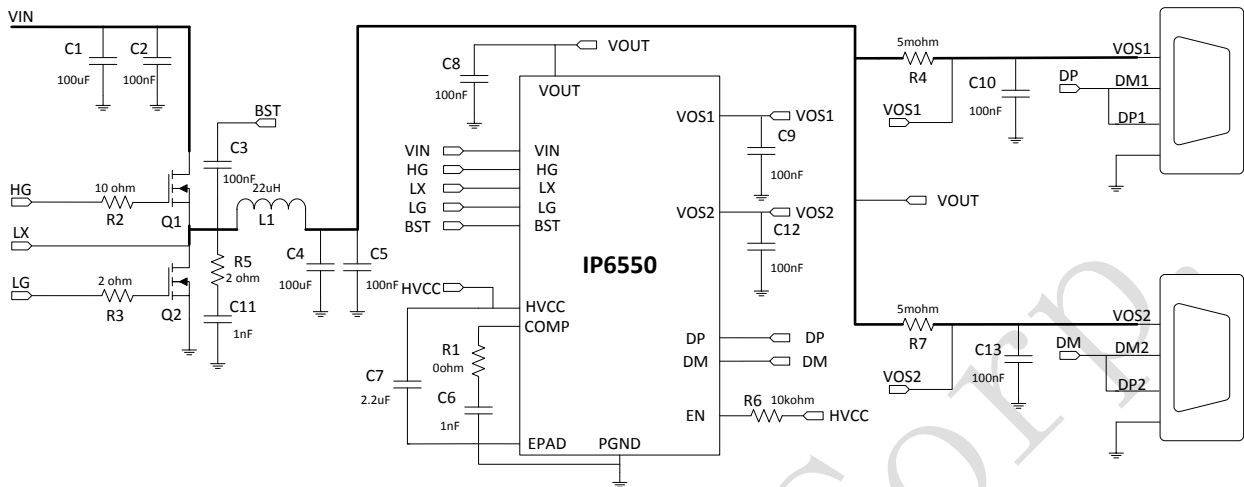 VIN
C1
100uF
C2
100nF
BST
C3
100nF
HG
10 ohm
R2
Q1
LX
22uH
L1
LG
2 ohm
R3
Q2
R5
2 ohm
C11
1nF
C4
100uF
C5
100nF
C8
100nF
VOUT
VOUT
VIN
HG
LX
LG
BST
VIN
HG
LX
LG
BST
IP6550
HVCC
HVCC
COMP
R1
0ohm
C7
2.2uF
C6
1nF
EPAD
PGND
VOS1
VOS1
C9
100nF
VOS2
VOS2
C12
100nF
DP
DP
DM
DM
EN
R6
10kohm
HVCC
5mohm
R4
VOS1
C10
100nF
VOS1
DP
DM1
DP1
VOUT
5mohm
R7
VOS2
C13
100nF
VOS2
DM
DM2
DP2
Corp.